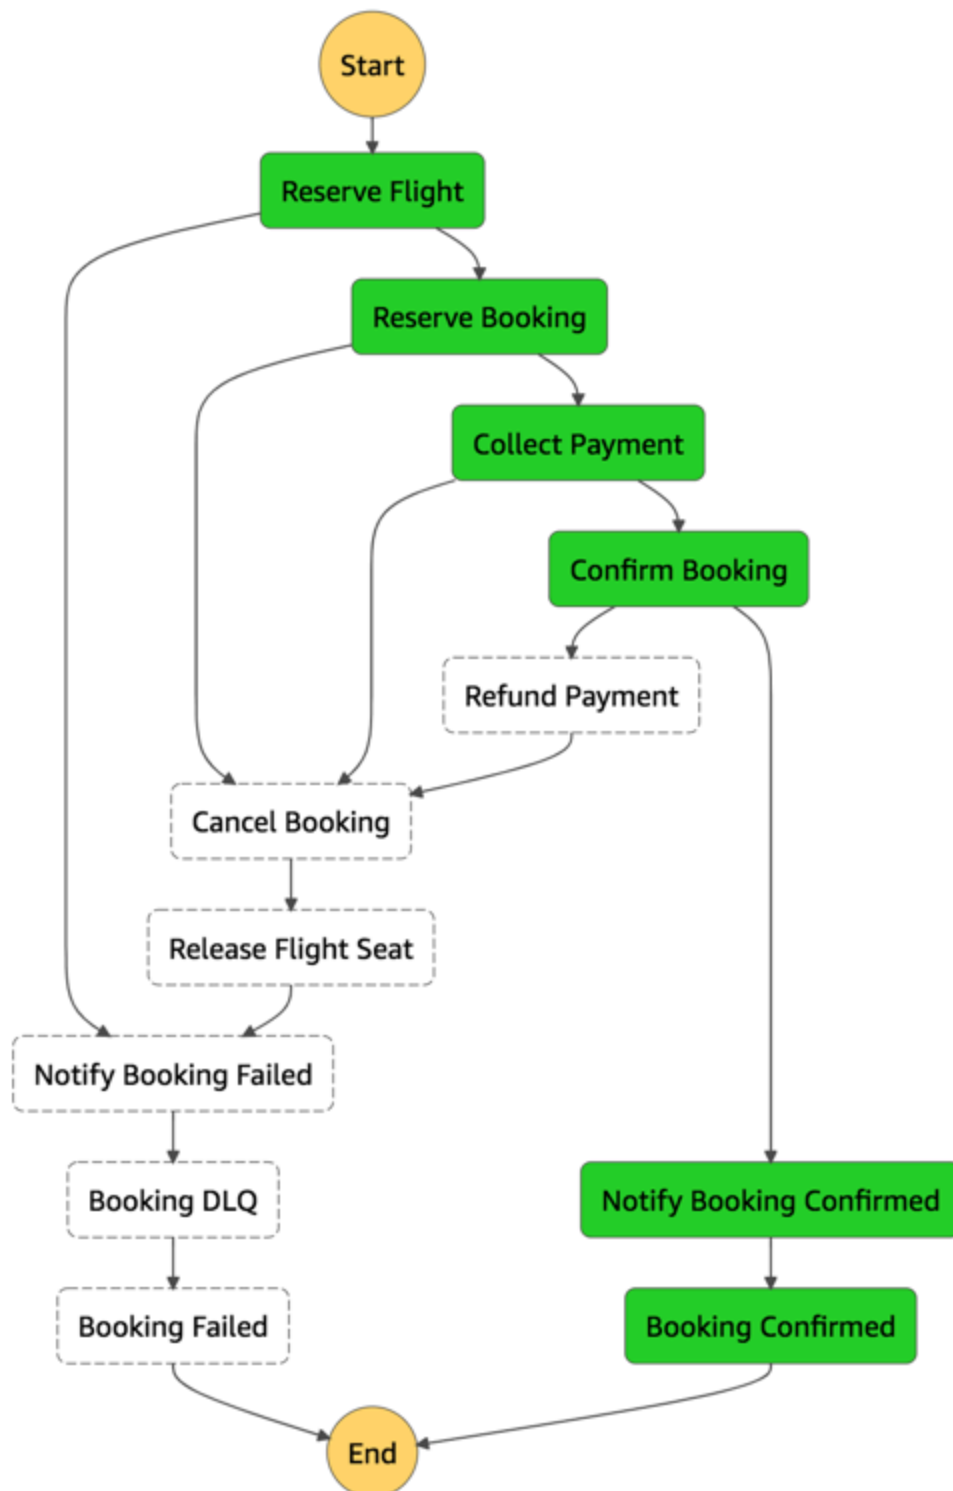 Start
Reserve Flight
Reserve Booking
Collect Payment
Confirm Booking
Refund Payment
Cancel Booking
Release Flight Seat
Notify Booking Failed
Booking DLQ
Notify Booking Confirmed
Booking Failed
Booking Confirmed
End